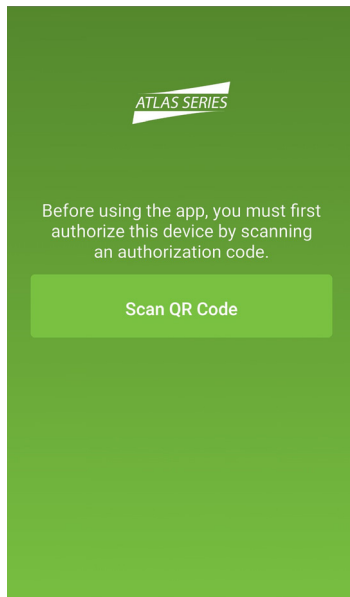 ATLAS SERIES
Before using the app, you must first
authorize this device by scanning
an authorization code.
Scan QR Code